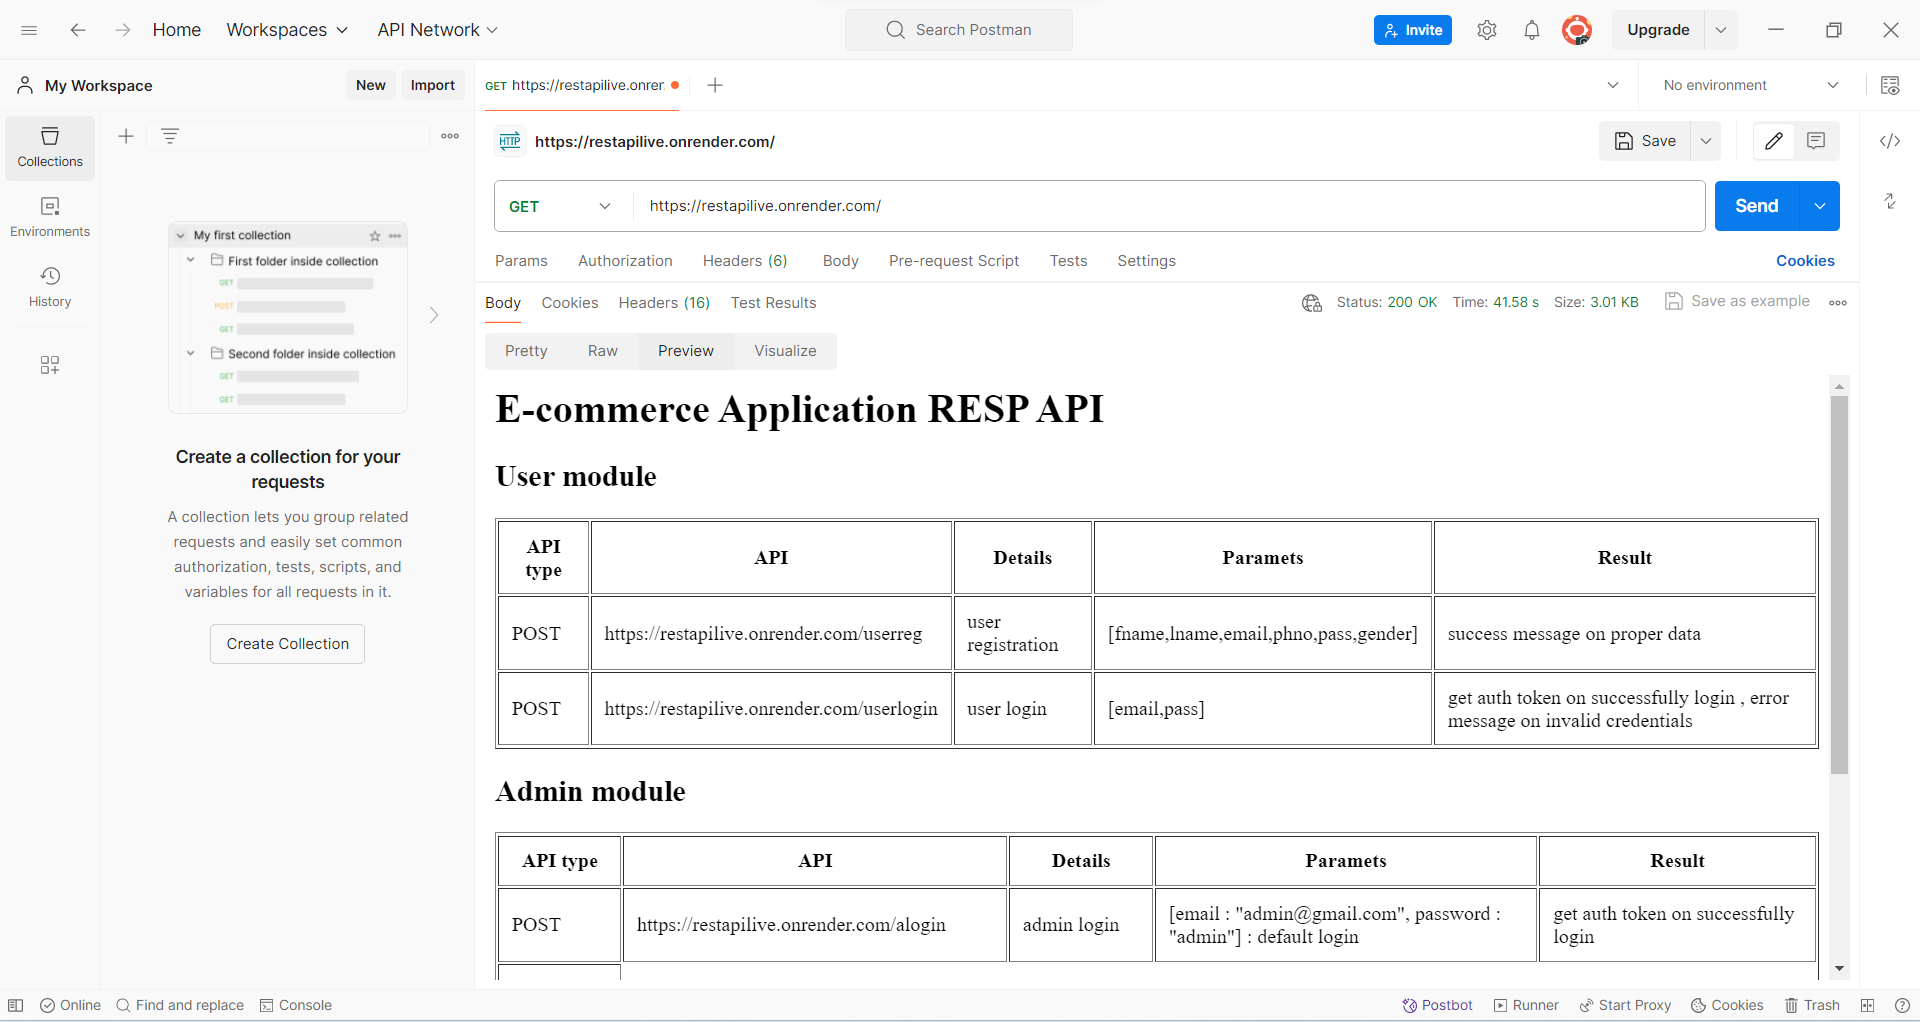 Home Workspaces API Network Search Postman Invite Upgrade
My Workspace New Import GET https://restapilive.onrer No environment
Collections
Environments
History
My first collection
First folder inside collection
GET
POST
GET
Second folder inside collection
GET
GET
Create a collection for your
requests
A collection lets you group related
requests and easily set common
authorization, tests, scripts, and
variables for all requests in it.
Create Collection
HTTP https://restapilive.onrender.com/ Save
GET https://restapilive.onrender.com/ Send
Params Authorization Headers (6) Body Pre-request Script Tests Settings Cookies
Body Cookies Headers (16) Test Results Status: 200 OK Time: 41.58 s Size: 3.01 KB Save as example
Pretty Raw Preview Visualize
E-commerce Application RESP API
User module
API type API Details Paramets Result
POST https://restapilive.onrender.com/userreg user registration [fname,lname,email,phno,pass,gender] success message on proper data
POST https://restapilive.onrender.com/userlogin user login [email,pass] get auth token on successfully login , error message on invalid credentials
Admin module
API type API Details Paramets Result
POST https://restapilive.onrender.com/alogin admin login [email : "admin@gmail.com", password : "admin"] : default login get auth token on successfully login
Online Find and replace Console Postbot Runner Start Proxy Cookies Trash